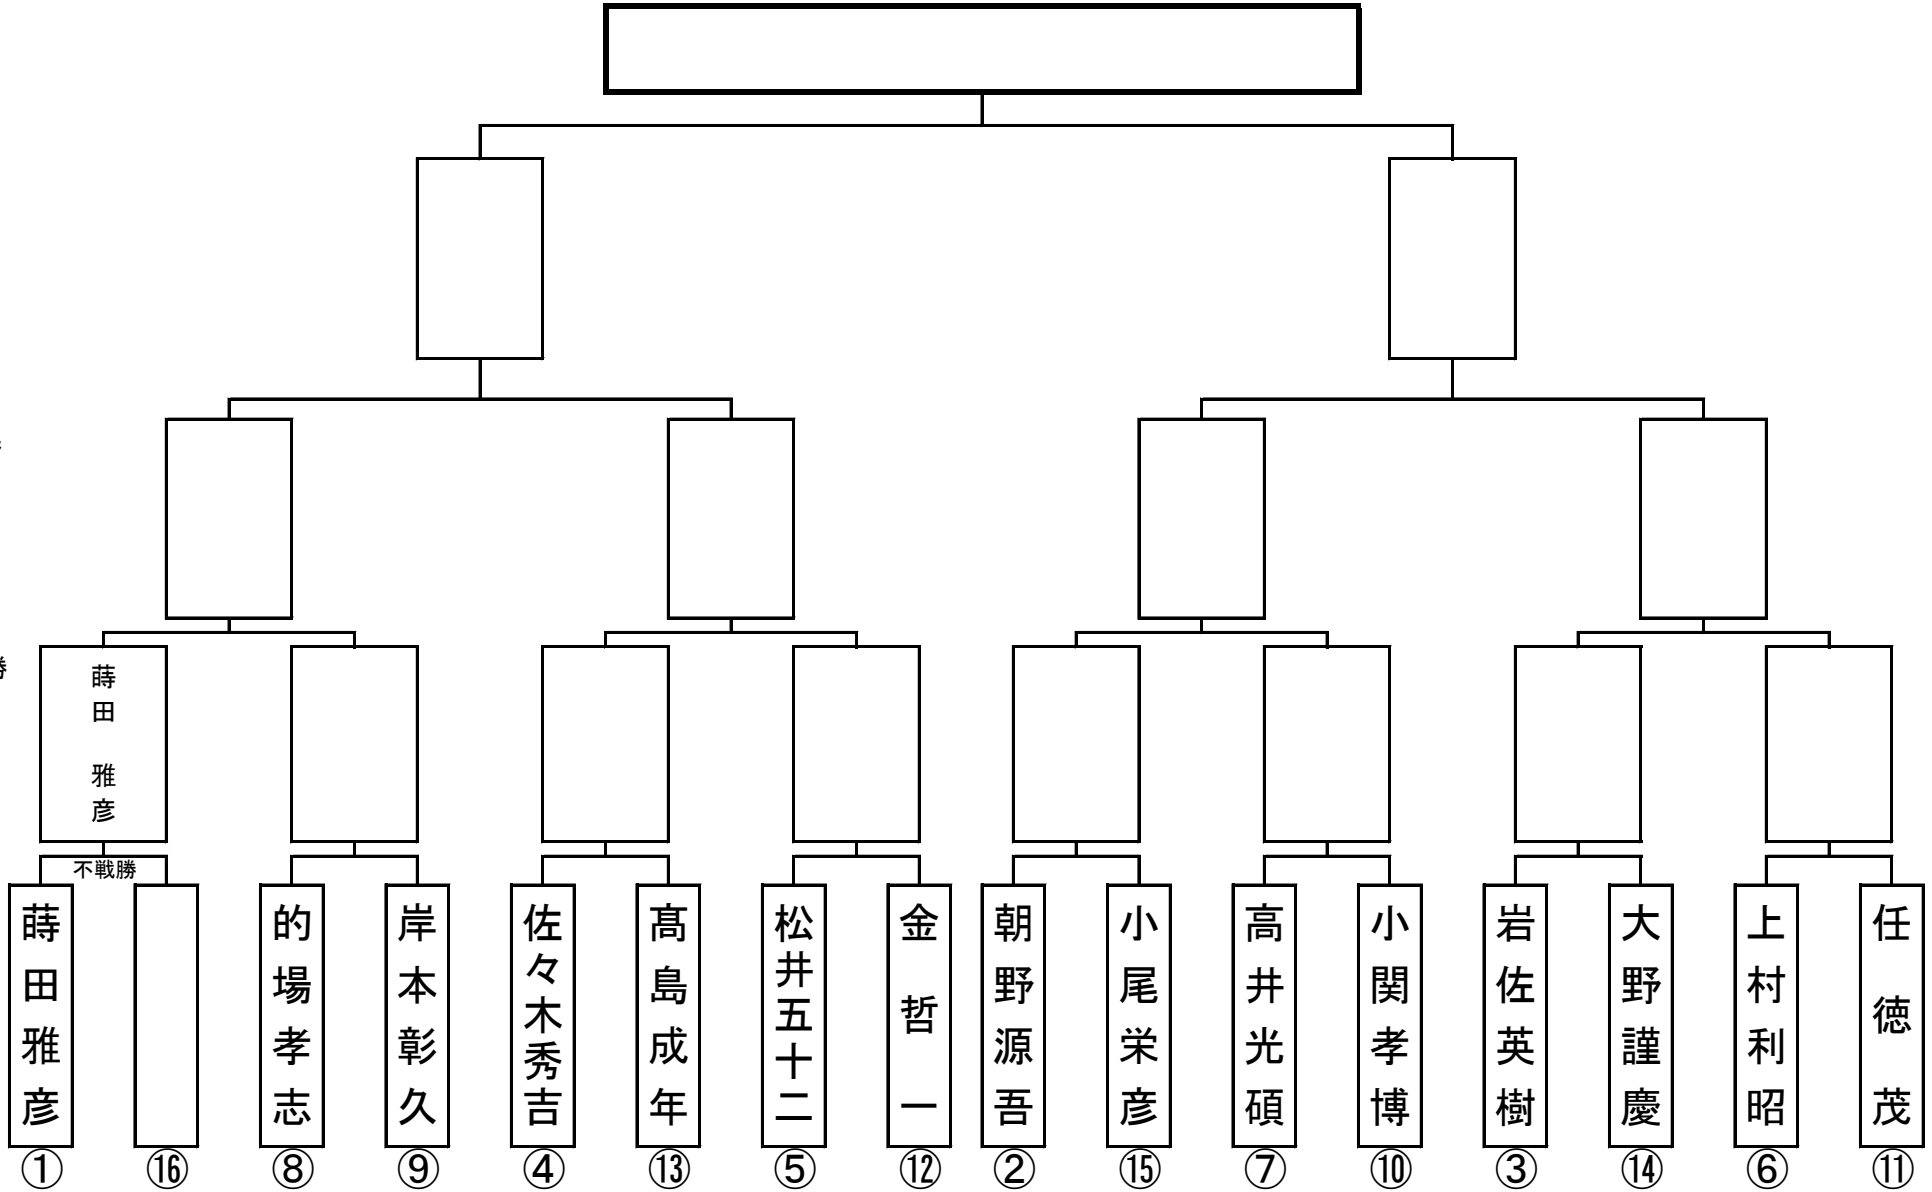 蒔田 雅彦
不戦勝
蒔田雅彦
的場孝志
岸本彰久
佐々木秀吉
髙島成年
松井五十二
金哲一
朝野源吾
小尾栄彦
高井光碩
小関孝博
岩佐英樹
大野謹慶
上村利昭
任徳茂
① ⑯ ⑧ ⑨ ④ ⑬ ⑤ ⑫ ② ⑮ ⑦ ⑩ ③ ⑭ ⑥ ⑪